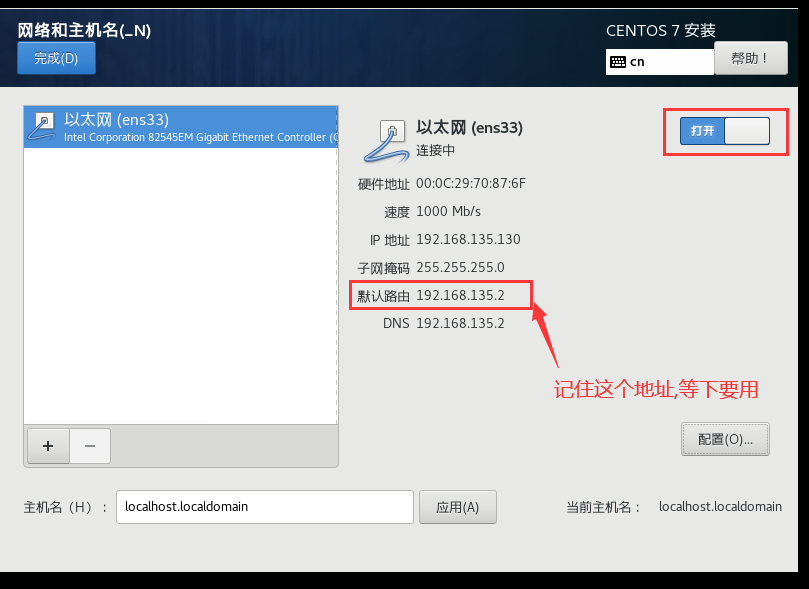 网络和主机名(_N)
CENTOS 7 安装
完成(D)
cn
帮助！
以太网 (ens33)
Intel Corporation 82545EM Gigabit Ethernet Controller (C
以太网 (ens33)
连接中
打开
硬件地址 00:0C:29:70:87:6F
速度 1000 Mb/s
IP 地址 192.168.135.130
子网掩码 255.255.255.0
默认路由 192.168.135.2
DNS 192.168.135.2
记住这个地址,等下要用
+ −
配置(O)...
主机名（H）： localhost.localdomain 应用(A) 当前主机名： localhost.localdomain